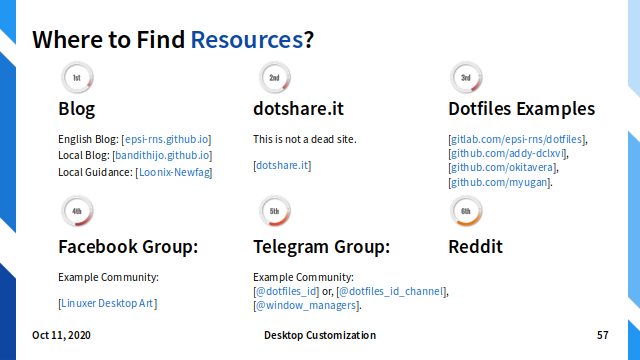 Where to Find Resources?
1st
Blog
English Blog: [epsi-rns.github.io]
Local Blog: [bandithijo.github.io]
Local Guidance: [Loonix-Newfag]
2nd
dotshare.it
This is not a dead site.
[dotshare.it]
3rd
Dotfiles Examples
[gitlab.com/epsi-rns/dotfiles],
[github.com/addy-dclxvi],
[github.com/okitavera],
[github.com/myugan].
4th
Facebook Group:
Example Community:
[Linuxer Desktop Art]
5th
Telegram Group:
Example Community:
[@dotfiles_id] or, [@dotfiles_id_channel],
[@window_managers].
6th
Reddit
Oct 11, 2020
Desktop Customization
57